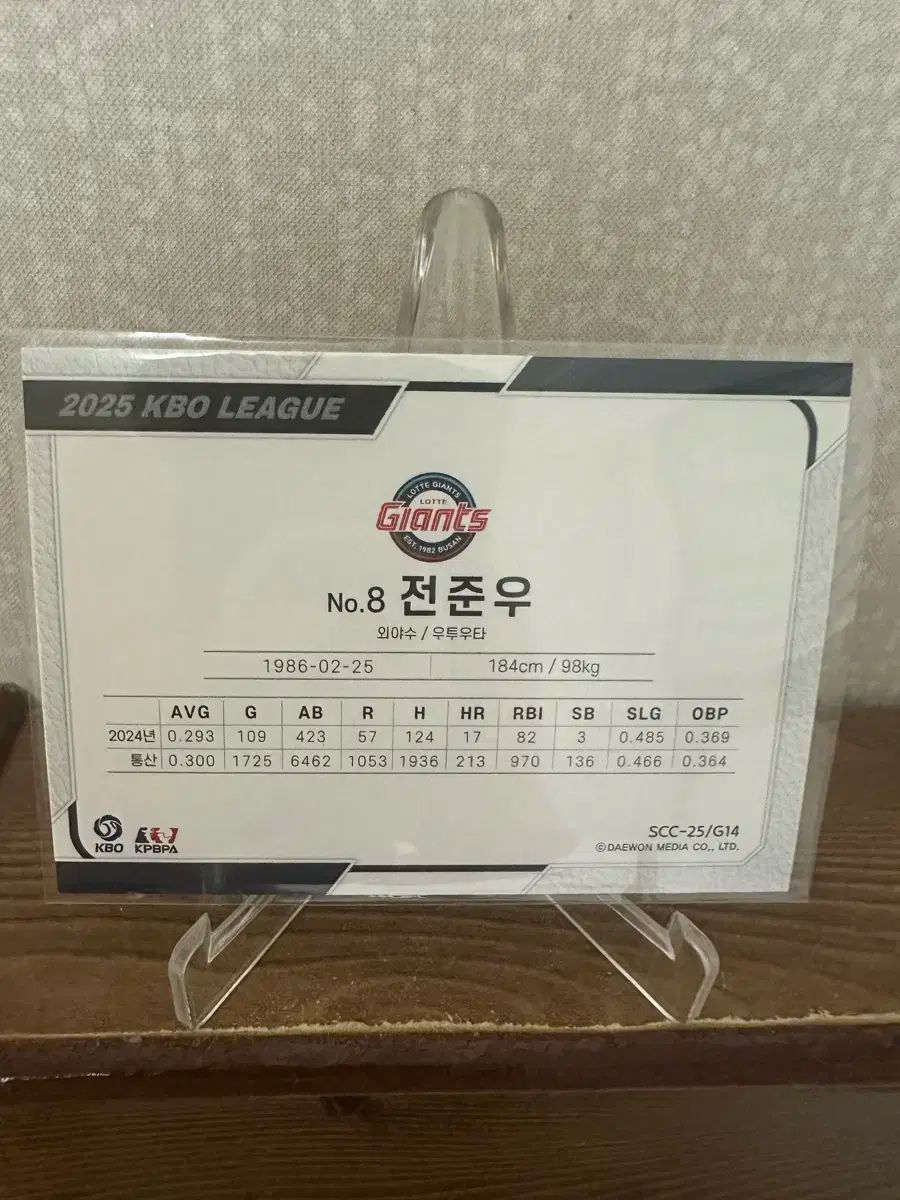 2025 KBO LEAGUE
LOTTE GIANTS
LOTTE
Giants
EST. 1982 BUSAN
No.8 전준우
외야수 / 우투우타
1986-02-25 184cm / 98kg
AVG G AB R H HR RBI SB SLG OBP
2024년 0.293 109 423 57 124 17 82 3 0.485 0.369
통산 0.300 1725 6462 1053 1936 213 970 136 0.466 0.364
KBO KPBPA
SCC-25/G14
©DAEWON MEDIA CO., LTD.